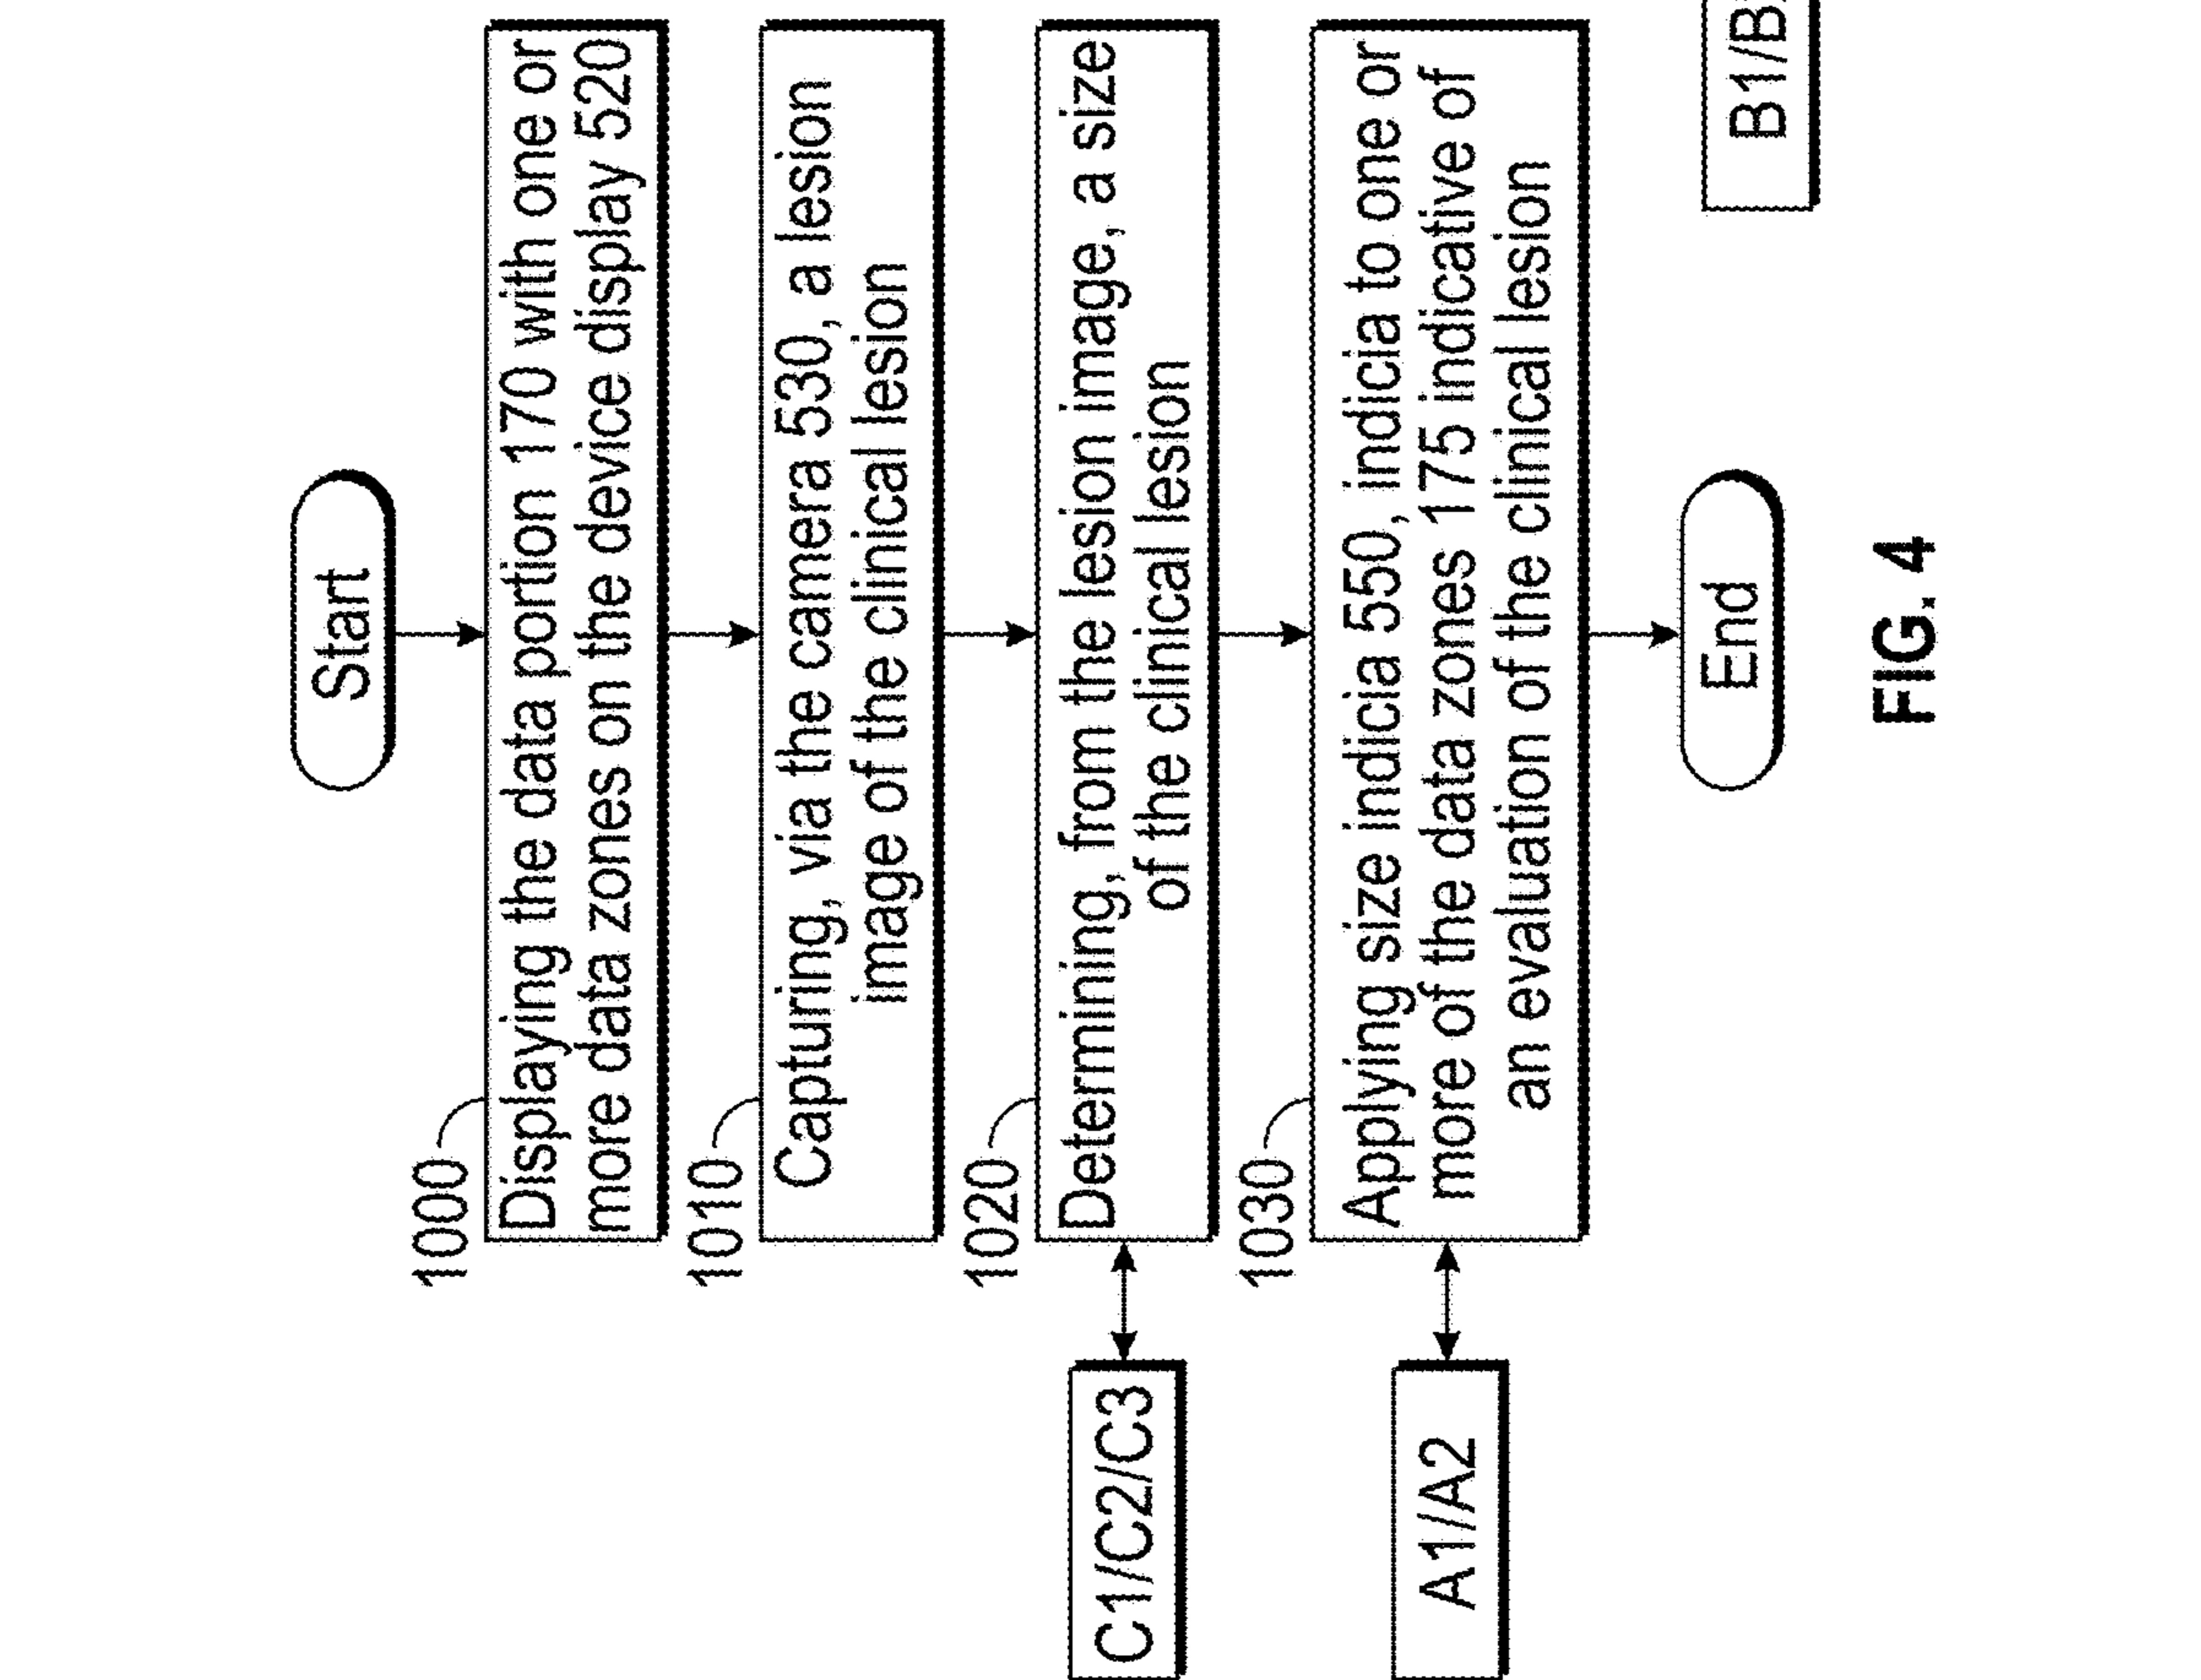 Start
1000
Displaying the data portion 170 with one or
more data zones on the device display 520
1010
Capturing, via the camera 530, a lesion
image of the clinical lesion
1020
Determining, from the lesion image, a size
of the clinical lesion
C1/C2/C3
1030
Applying size indicia 550, indicia to one or
more of the data zones 175 indicative of
an evaluation of the clinical lesion
A1/A2
End
B1/B
FIG. 4